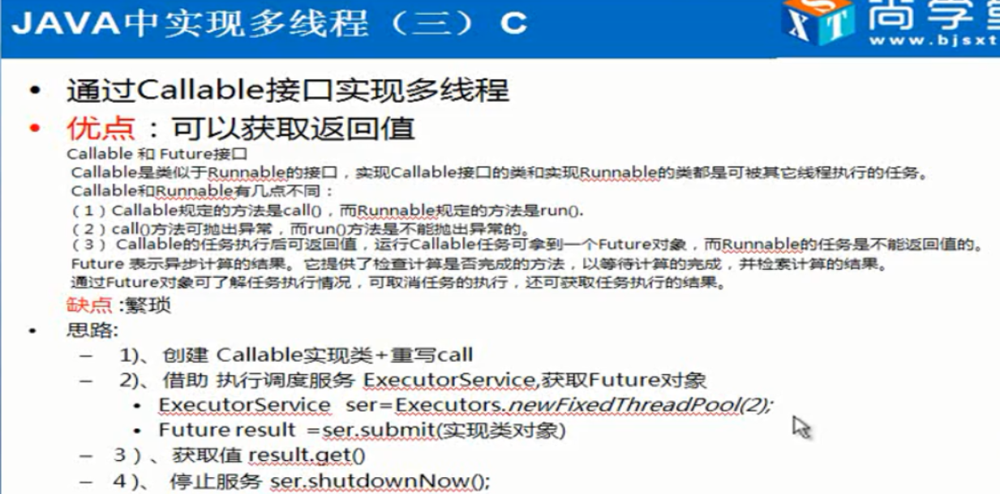 JAVA中实现多线程（三） C
XST 尚学堂
www.bjsxt
• 通过Callable接口实现多线程
• 优点：可以获取返回值
Callable 和 Future接口
Callable是类似于Runnable的接口，实现Callable接口的类和实现Runnable的类都是可被其它线程执行的任务。
Callable和Runnable有几点不同：
（1）Callable规定的方法是call()，而Runnable规定的方法是run().
（2）call()方法可抛出异常，而run()方法是不能抛出异常的。
（3） Callable的任务执行后可返回值，运行Callable任务可拿到一个Future对象，而Runnable的任务是不能返回值的。
Future 表示异步计算的结果。它提供了检查计算是否完成的方法，以等待计算的完成，并检索计算的结果。
通过Future对象可了解任务执行情况，可取消任务的执行，还可获取任务执行的结果。
缺点 :繁琐
• 思路:
– 1)、 创建 Callable实现类+重写call
– 2)、 借助 执行调度服务 ExecutorService,获取Future对象
• ExecutorService ser=Executors.newFixedThreadPool(2);
• Future result =ser.submit(实现类对象)
– 3）、 获取值 result.get()
– 4)、 停止服务 ser.shutdownNow();